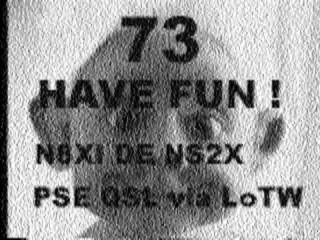 73
HAVE FUN !
N8XI DE NS2X
PSE QSL via LoTW